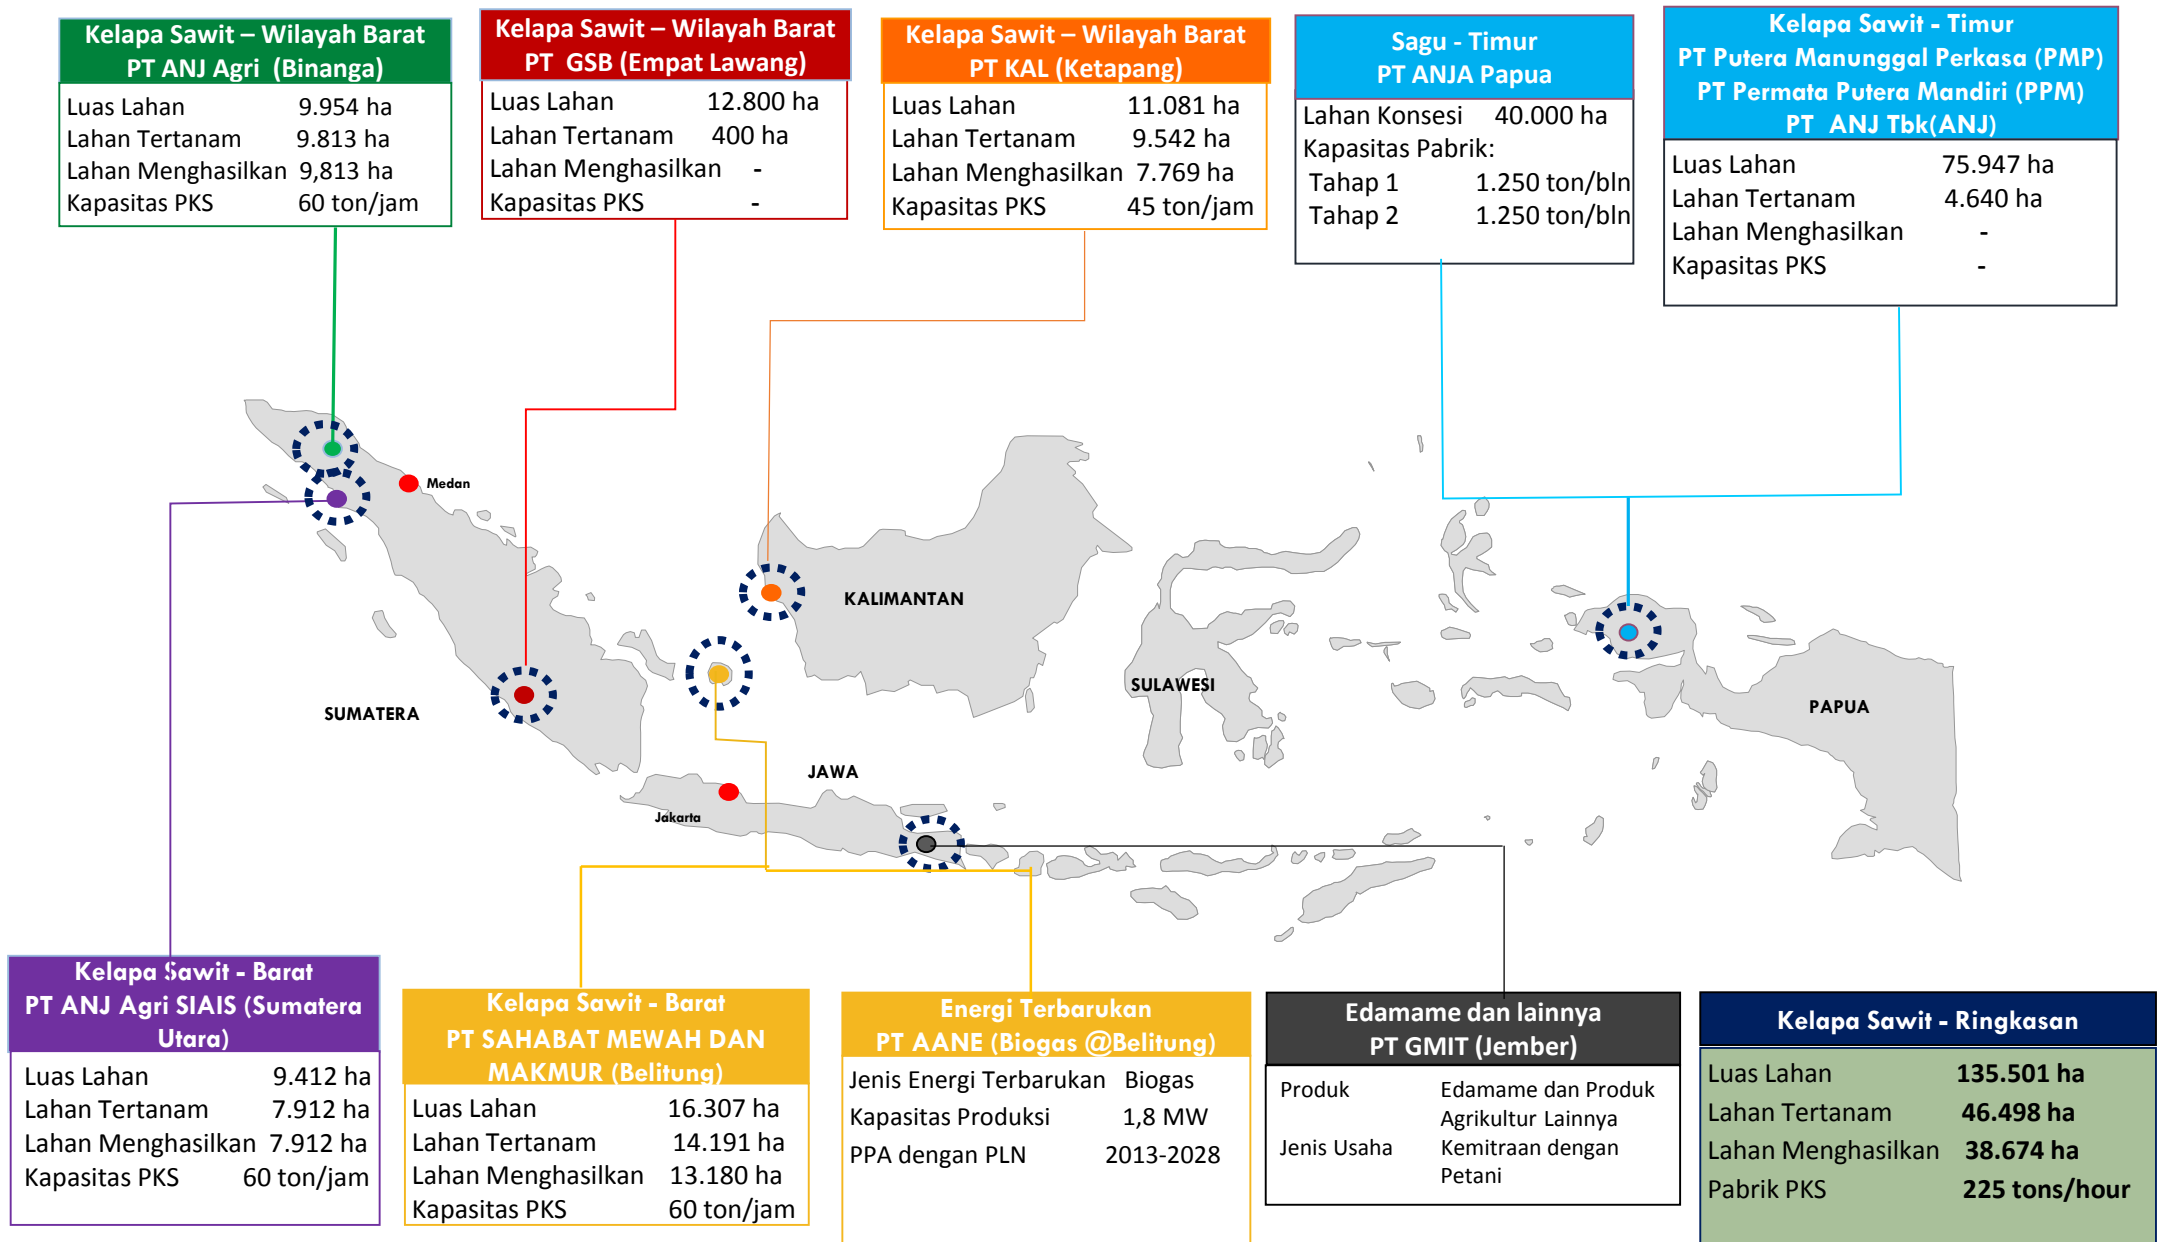 Kelapa Sawit – Wilayah Barat
PT ANJ Agri (Binanga)
Luas Lahan 9.954 ha
Lahan Tertanam 9.813 ha
Lahan Menghasilkan 9,813 ha
Kapasitas PKS 60 ton/jam
Kelapa Sawit – Wilayah Barat
PT GSB (Empat Lawang)
Luas Lahan 12.800 ha
Lahan Tertanam 400 ha
Lahan Menghasilkan -
Kapasitas PKS -
Kelapa Sawit – Wilayah Barat
PT KAL (Ketapang)
Luas Lahan 11.081 ha
Lahan Tertanam 9.542 ha
Lahan Menghasilkan 7.769 ha
Kapasitas PKS 45 ton/jam
Sagu - Timur
PT ANJA Papua
Lahan Konsesi 40.000 ha
Kapasitas Pabrik:
Tahap 1 1.250 ton/bln
Tahap 2 1.250 ton/bln
Kelapa Sawit - Timur
PT Putera Manunggal Perkasa (PMP)
PT Permata Putera Mandiri (PPM)
PT ANJ Tbk(ANJ)
Luas Lahan 75.947 ha
Lahan Tertanam 4.640 ha
Lahan Menghasilkan -
Kapasitas PKS -
Medan
KALIMANTAN
SULAWESI
SUMATERA
PAPUA
JAWA
Jakarta
Kelapa Sawit - Barat
PT ANJ Agri SIAIS (Sumatera
Utara)
Luas Lahan 9.412 ha
Lahan Tertanam 7.912 ha
Lahan Menghasilkan 7.912 ha
Kapasitas PKS 60 ton/jam
Kelapa Sawit - Barat
PT SAHABAT MEWAH DAN
MAKMUR (Belitung)
Luas Lahan 16.307 ha
Lahan Tertanam 14.191 ha
Lahan Menghasilkan 13.180 ha
Kapasitas PKS 60 ton/jam
Energi Terbarukan
PT AANE (Biogas @Belitung)
Jenis Energi Terbarukan Biogas
Kapasitas Produksi 1,8 MW
PPA dengan PLN 2013-2028
Edamame dan lainnya
PT GMIT (Jember)
Produk Edamame dan Produk
Agrikultur Lainnya
Jenis Usaha Kemitraan dengan
Petani
Kelapa Sawit - Ringkasan
Luas Lahan 135.501 ha
Lahan Tertanam 46.498 ha
Lahan Menghasilkan 38.674 ha
Pabrik PKS 225 tons/hour